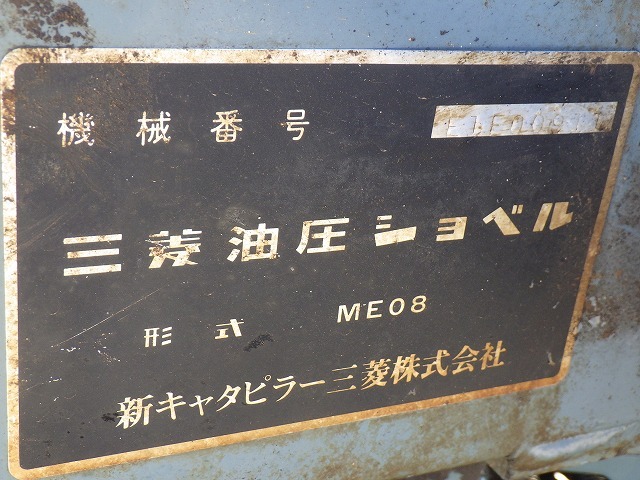 機械番号
三菱油圧ショベル
形式 ME08
新キャタピラー三菱株式会社